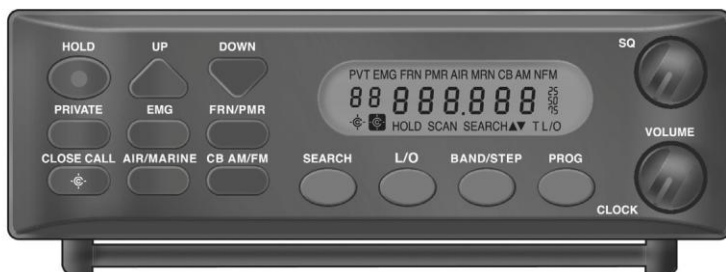 HOLD UP DOWN
PRIVATE EMG FRN/PMR
CLOSE CALL AIR/MARINE CB AM/FM
PVT EMG FRN PMR AIR MRN CB AM NFM
88 888.888 25 50 75
HOLD SCAN SEARCH▲▼ T L/O
SEARCH L/O BAND/STEP PROG
SQ
VOLUME
CLOCK